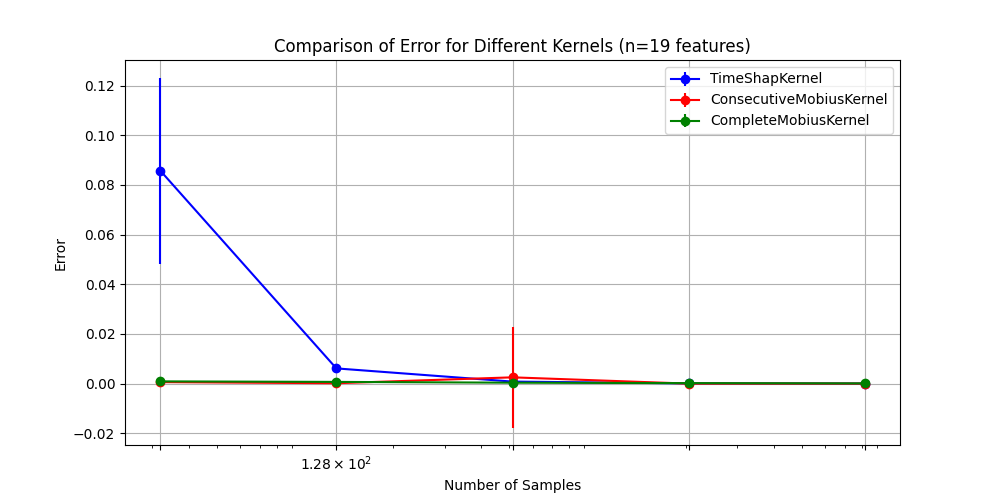 Comparison of Error for Different Kernels (n=19 features)
TimeShapKernel
ConsecutiveMobiusKernel
CompleteMobiusKernel
0.12
0.10
0.08
0.06
0.04
0.02
0.00
−0.02
Error
1.28 × 10²
Number of Samples